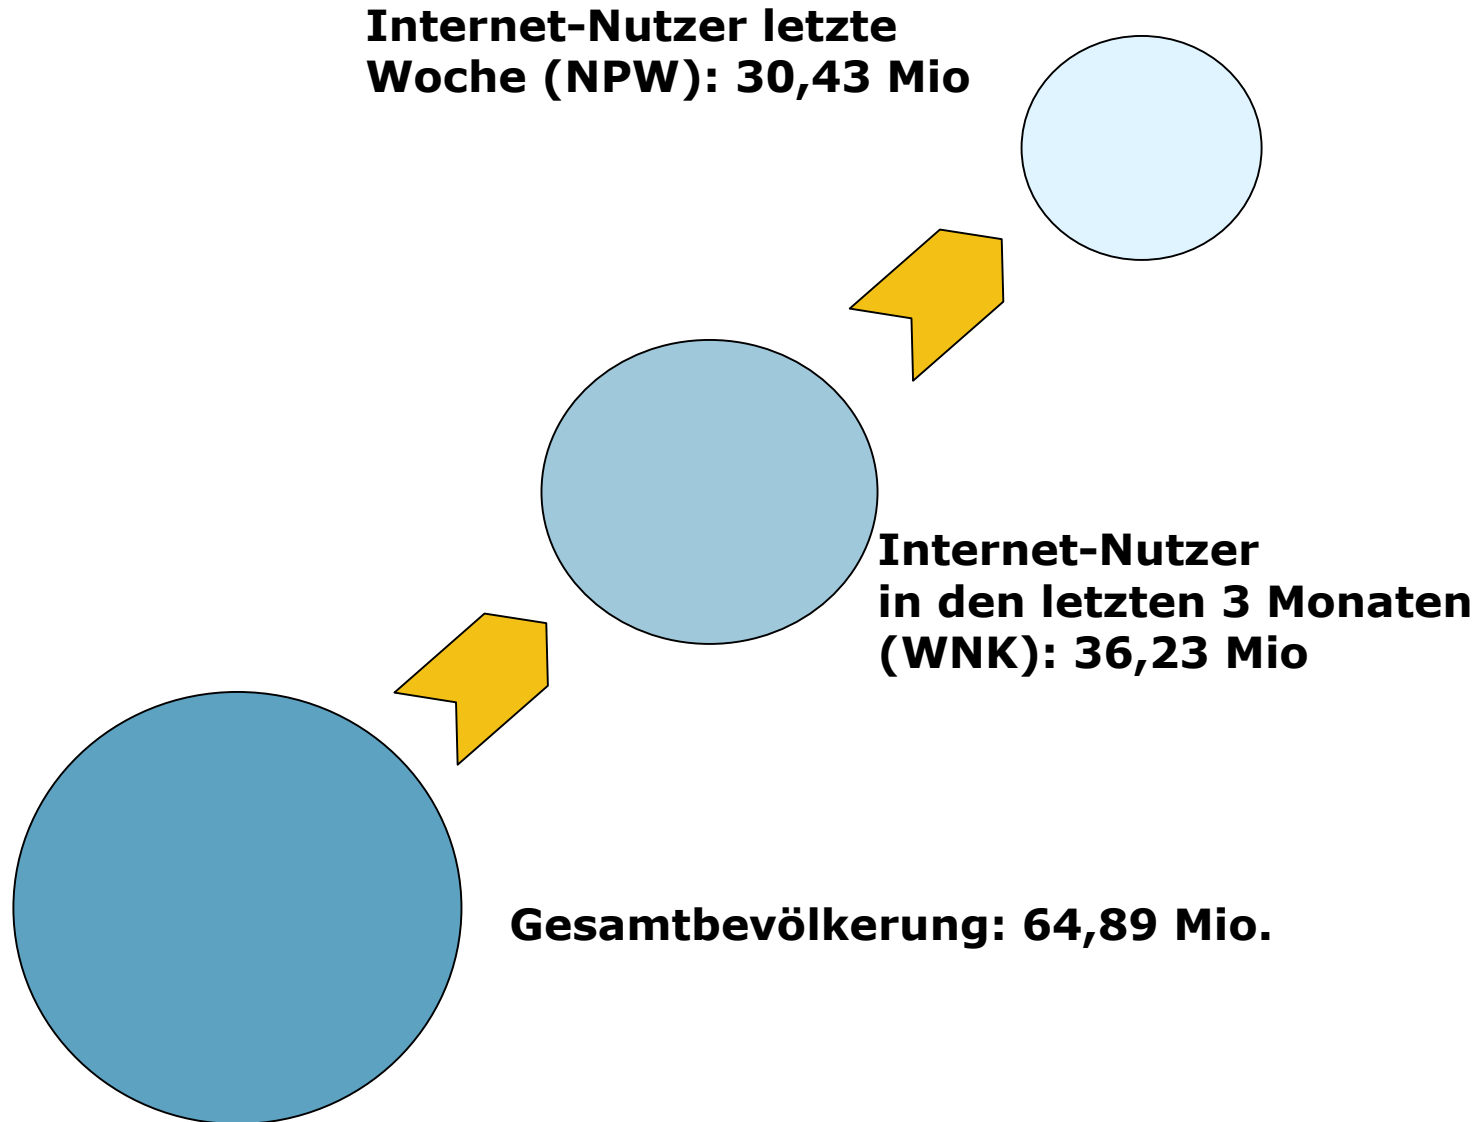 Internet-Nutzer letzte
Woche (NPW): 30,43 Mio
Internet-Nutzer
in den letzten 3 Monaten
(WNK): 36,23 Mio
Gesamtbevölkerung: 64,89 Mio.